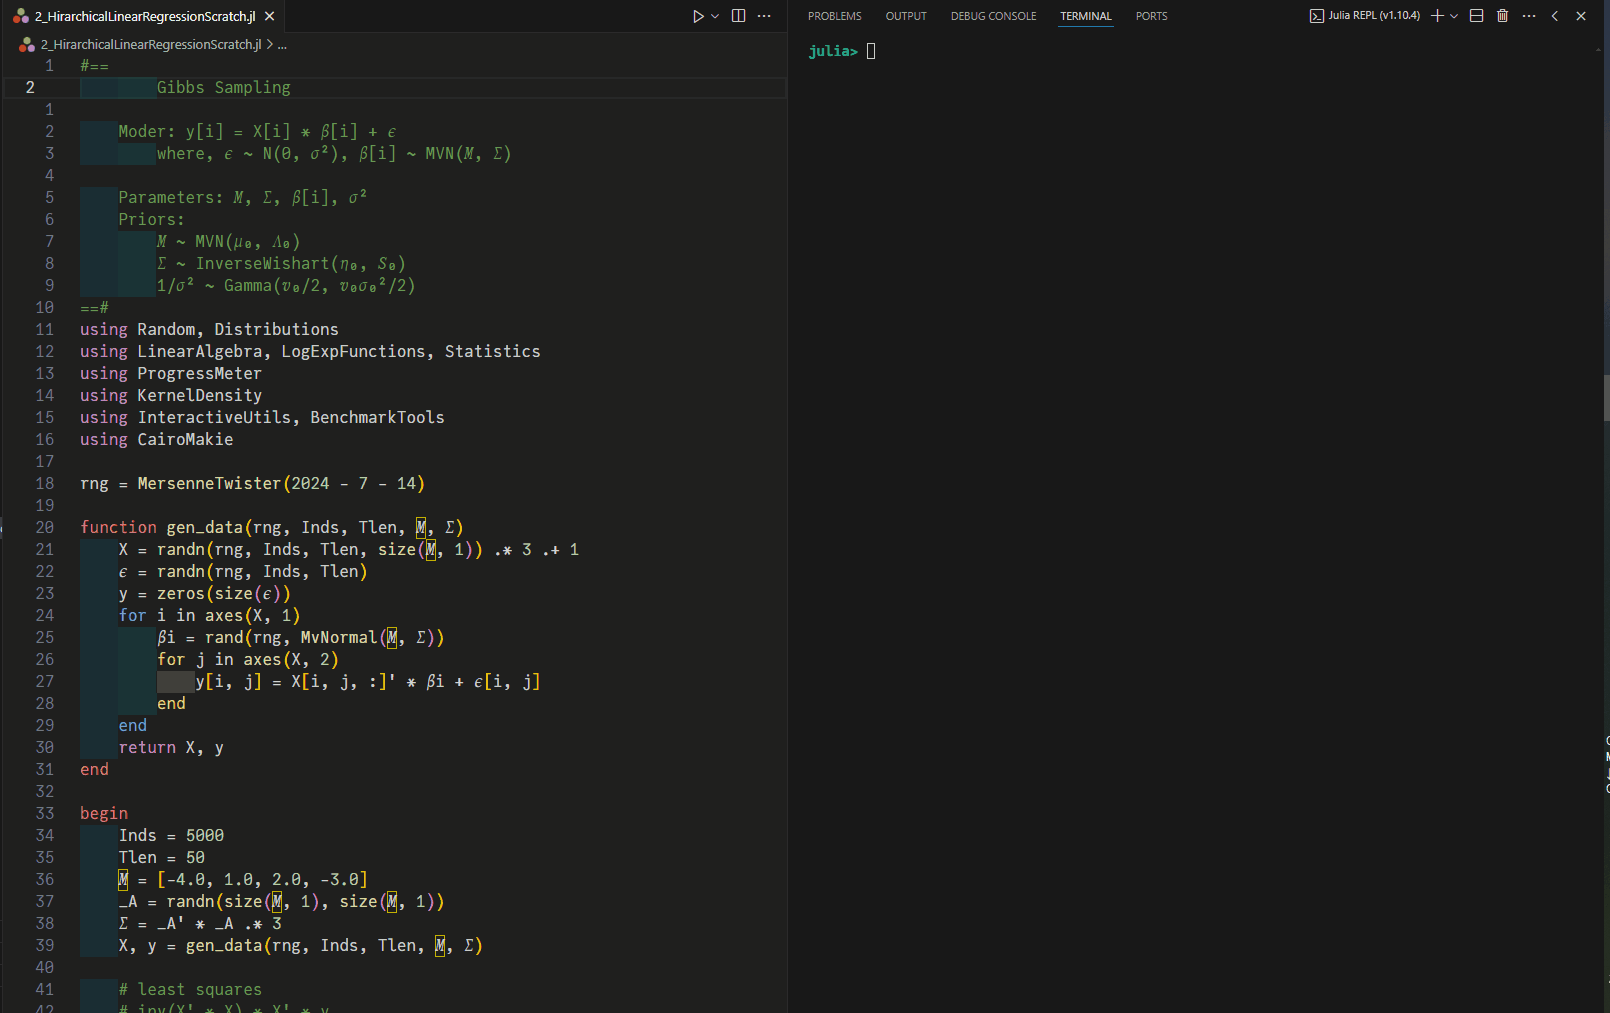 2_HirarchicalLinearRegressionScratch.jl
2_HirarchicalLinearRegressionScratch.jl > ...
1 #==
2 Gibbs Sampling
1
2 Moder: y[i] = X[i] * β[i] + ϵ
3 where, ϵ ~ N(0, σ²), β[i] ~ MVN(Μ, Σ)
4
5 Parameters: Μ, Σ, β[i], σ²
6 Priors:
7 Μ ~ MVN(μ₀, Λ₀)
8 Σ ~ InverseWishart(η₀, S₀)
9 1/σ² ~ Gamma(υ₀/2, υ₀σ₀²/2)
10 ==#
11 using Random, Distributions
12 using LinearAlgebra, LogExpFunctions, Statistics
13 using ProgressMeter
14 using KernelDensity
15 using InteractiveUtils, BenchmarkTools
16 using CairoMakie
17
18 rng = MersenneTwister(2024 - 7 - 14)
19
20 function gen_data(rng, Inds, Tlen, Μ, Σ)
21 X = randn(rng, Inds, Tlen, size(Μ, 1)) .* 3 .+ 1
22 ϵ = randn(rng, Inds, Tlen)
23 y = zeros(size(ϵ))
24 for i in axes(X, 1)
25 βi = rand(rng, MvNormal(Μ, Σ))
26 for j in axes(X, 2)
27 y[i, j] = X[i, j, :]' * βi + ϵ[i, j]
28 end
29 end
30 return X, y
31 end
32
33 begin
34 Inds = 5000
35 Tlen = 50
36 Μ = [-4.0, 1.0, 2.0, -3.0]
37 _A = randn(size(Μ, 1), size(Μ, 1))
38 Σ = _A' * _A .* 3
39 X, y = gen_data(rng, Inds, Tlen, Μ, Σ)
40
41 # least squares
42 # inv(X' * X) * X' * y
PROBLEMS OUTPUT DEBUG CONSOLE TERMINAL PORTS Julia REPL (v1.10.4)
julia>